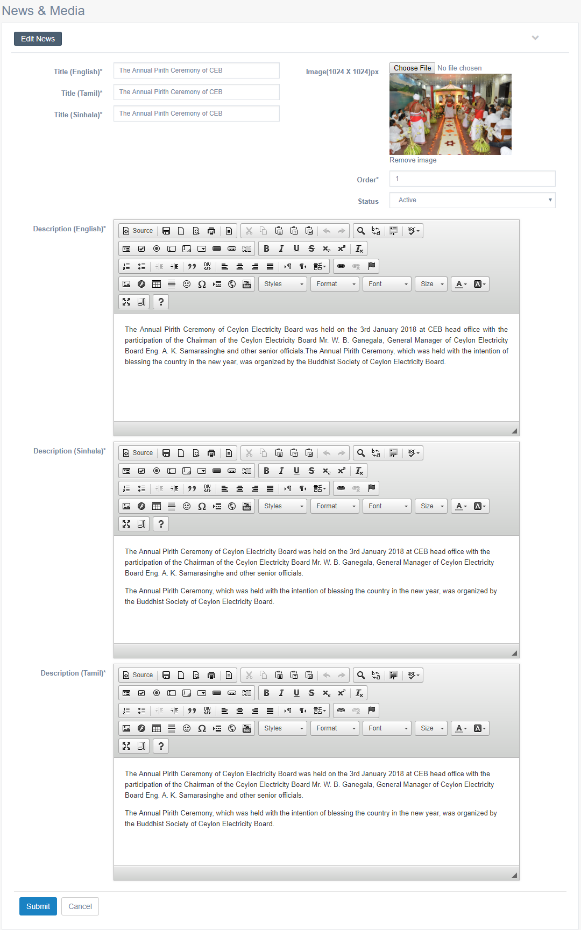 News & Media
Edit News
Title (English)*
The Annual Pirith Ceremony of CEB
Title (Tamil)*
The Annual Pirith Ceremony of CEB
Title (Sinhala)*
The Annual Pirith Ceremony of CEB
Image(1024 X 1024)px
Choose File No file chosen
Remove image
Order*
1
Status
Active
Description (English)*
Source
B I U S x x² Tx
Styles Format Font Size A A
?
The Annual Pirith Ceremony of Ceylon Electricity Board was held on the 3rd January 2018 at CEB head office with the
participation of the Chairman of the Ceylon Electricity Board Mr. W. B. Ganegala, General Manager of Ceylon Electricity
Board Eng. A. K. Samarasinghe and other senior officials.The Annual Pirith Ceremony, which was held with the intention of
blessing the country in the new year, was organized by the Buddhist Society of Ceylon Electricity Board.
Description (Sinhala)*
Source
B I U S x x² Tx
Styles Format Font Size A A
?
The Annual Pirith Ceremony of Ceylon Electricity Board was held on the 3rd January 2018 at CEB head office with the
participation of the Chairman of the Ceylon Electricity Board Mr. W. B. Ganegala, General Manager of Ceylon Electricity
Board Eng. A. K. Samarasinghe and other senior officials.
The Annual Pirith Ceremony, which was held with the intention of blessing the country in the new year, was organized by
the Buddhist Society of Ceylon Electricity Board.
Description (Tamil)*
Source
B I U S x x² Tx
Styles Format Font Size A A
?
The Annual Pirith Ceremony of Ceylon Electricity Board was held on the 3rd January 2018 at CEB head office with the
participation of the Chairman of the Ceylon Electricity Board Mr. W. B. Ganegala, General Manager of Ceylon Electricity
Board Eng. A. K. Samarasinghe and other senior officials.
The Annual Pirith Ceremony, which was held with the intention of blessing the country in the new year, was organized by
the Buddhist Society of Ceylon Electricity Board.
Submit
Cancel